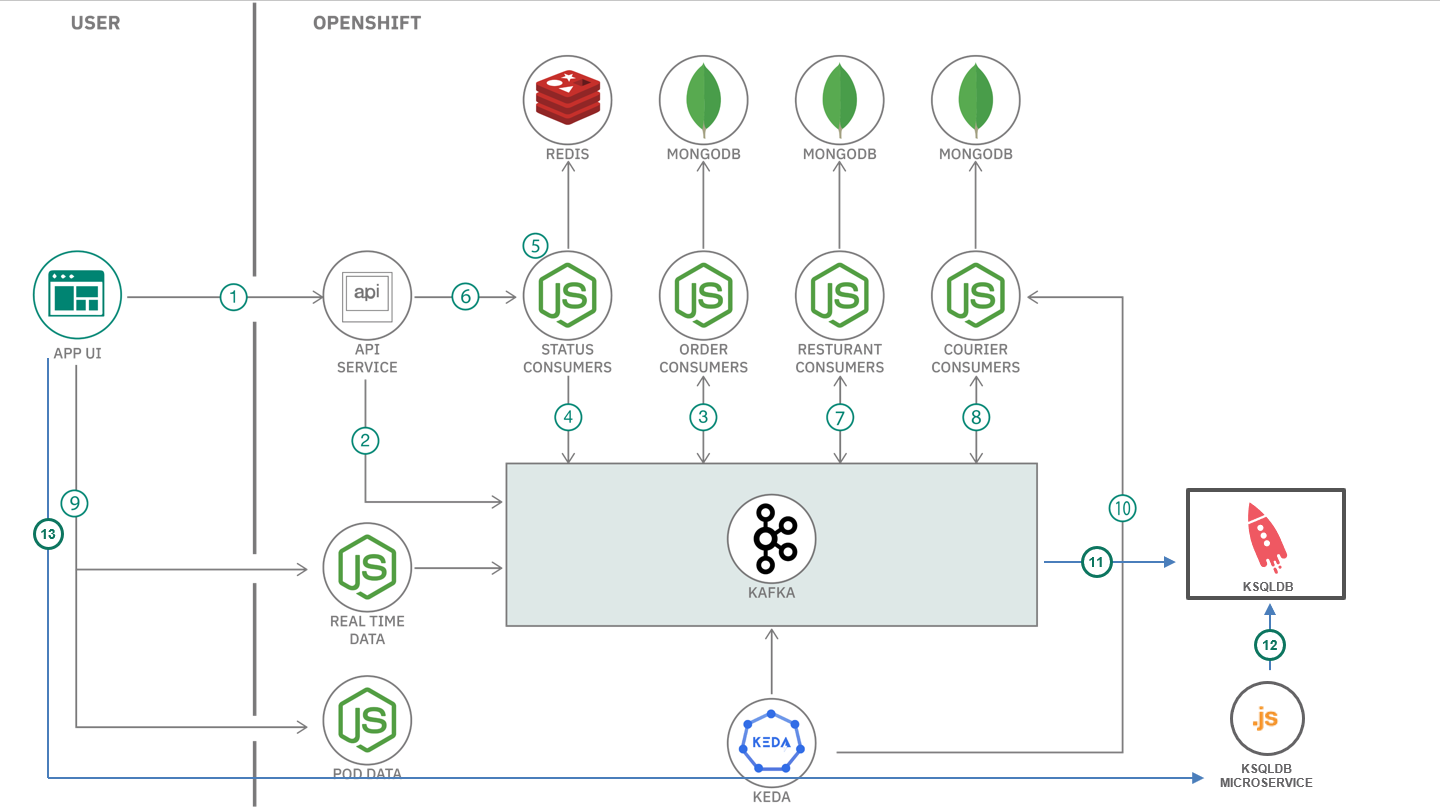 USER
OPENSHIFT
REDIS
MONGODB
MONGODB
MONGODB
5
1
api
6
JS
JS
JS
JS
APP UI
API
SERVICE
STATUS
CONSUMERS
ORDER
CONSUMERS
RESTURANT
CONSUMERS
COURIER
CONSUMERS
2
4
3
7
8
9
13
10
11
12
JS
REAL TIME
DATA
KAFKA
KSQLDB
JS
POD DATA
KEDA
KEDA
.js
KSQLDB
MICROSERVICE